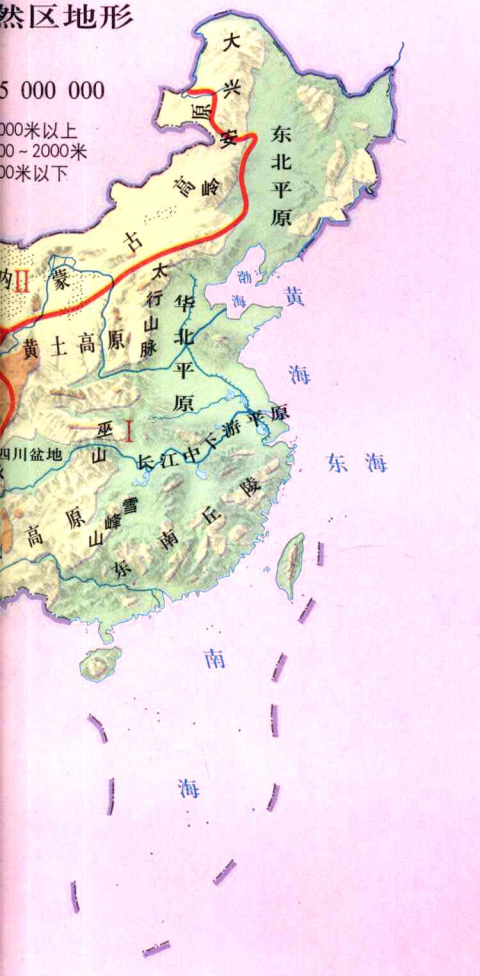 然区地形
5 000 000
000米以上
00～2000米
00米以下
大兴安岭
东北平原
内蒙古高原
II
太行山脉
华北平原
渤海
黄海
黄土高原
I
巫山
四川盆地
长江中下游平原
东海
雪峰山
高原
东南丘陵
南海